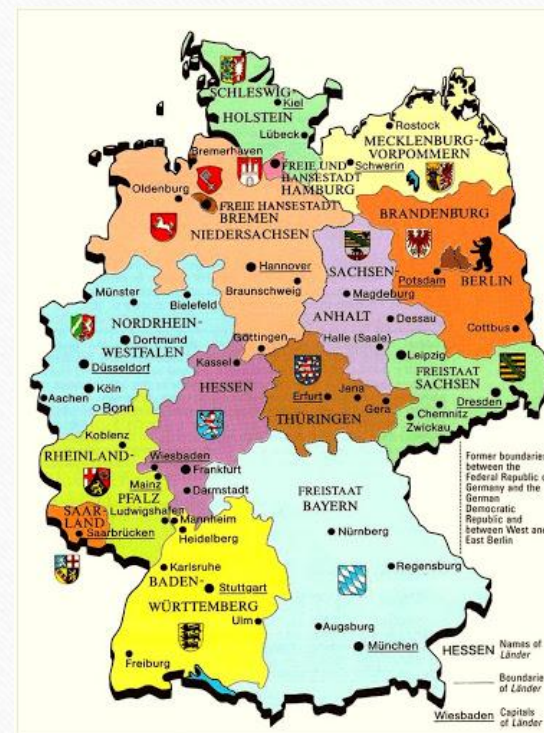 SCHLESWIG-
Kiel
HOLSTEIN
Lübeck
Rostock
MECKLENBURG-
VORPOMMERN
Schwerin
Bremerhaven
FREIE UND
HANSESTADT
HAMBURG
Oldenburg
FREIE HANSESTADT
BREMEN
NIEDERSACHSEN
Hannover
Braunschweig
Göttingen
BRANDENBURG
Potsdam
BERLIN
Cottbus
SACHSEN-
Magdeburg
ANHALT
Dessau
Halle (Saale)
Münster
Bielefeld
NORDRHEIN-
Dortmund
WESTFALEN
Düsseldorf
Köln
Aachen
Bonn
Kassel
HESSEN
Wiesbaden
Frankfurt
Darmstadt
Erfurt
Jena
Gera
THÜRINGEN
Leipzig
FREISTAAT
SACHSEN
Dresden
Chemnitz
Zwickau
Koblenz
RHEINLAND-
Mainz
PFALZ
Ludwigshafen
SAAR-
LAND
Saarbrücken
Mannheim
Heidelberg
Karlsruhe
BADEN-
Stuttgart
WÜRTTEMBERG
Ulm
Freiburg
FREISTAAT
BAYERN
Nürnberg
Regensburg
Augsburg
München
Former boundaries
between the
Federal Republic o
Germany and the
German
Democratic
Republic and
between West and
East Berlin
HESSEN Names of
Länder
Boundarie
of Länder
Wiesbaden Capitals
of Länder